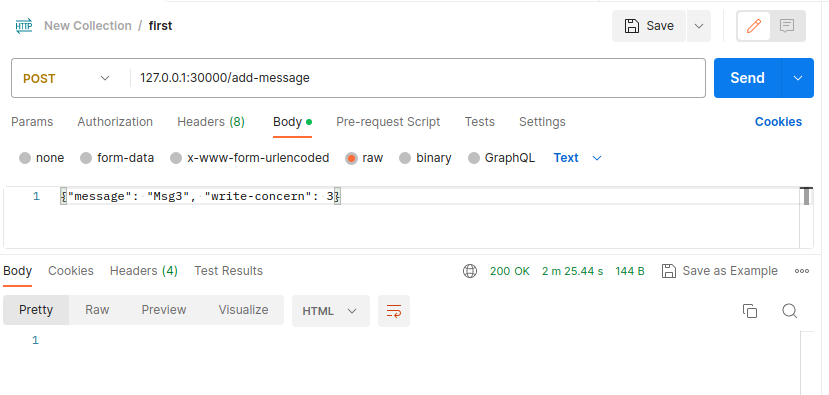 HTTP New Collection / first Save
POST 127.0.0.1:30000/add-message Send
Params Authorization Headers (8) Body Pre-request Script Tests Settings Cookies
none form-data x-www-form-urlencoded raw binary GraphQL Text
1 {"message": "Msg3", "write-concern": 3}
Body Cookies Headers (4) Test Results 200 OK 2 m 25.44 s 144 B Save as Example
Pretty Raw Preview Visualize HTML
1